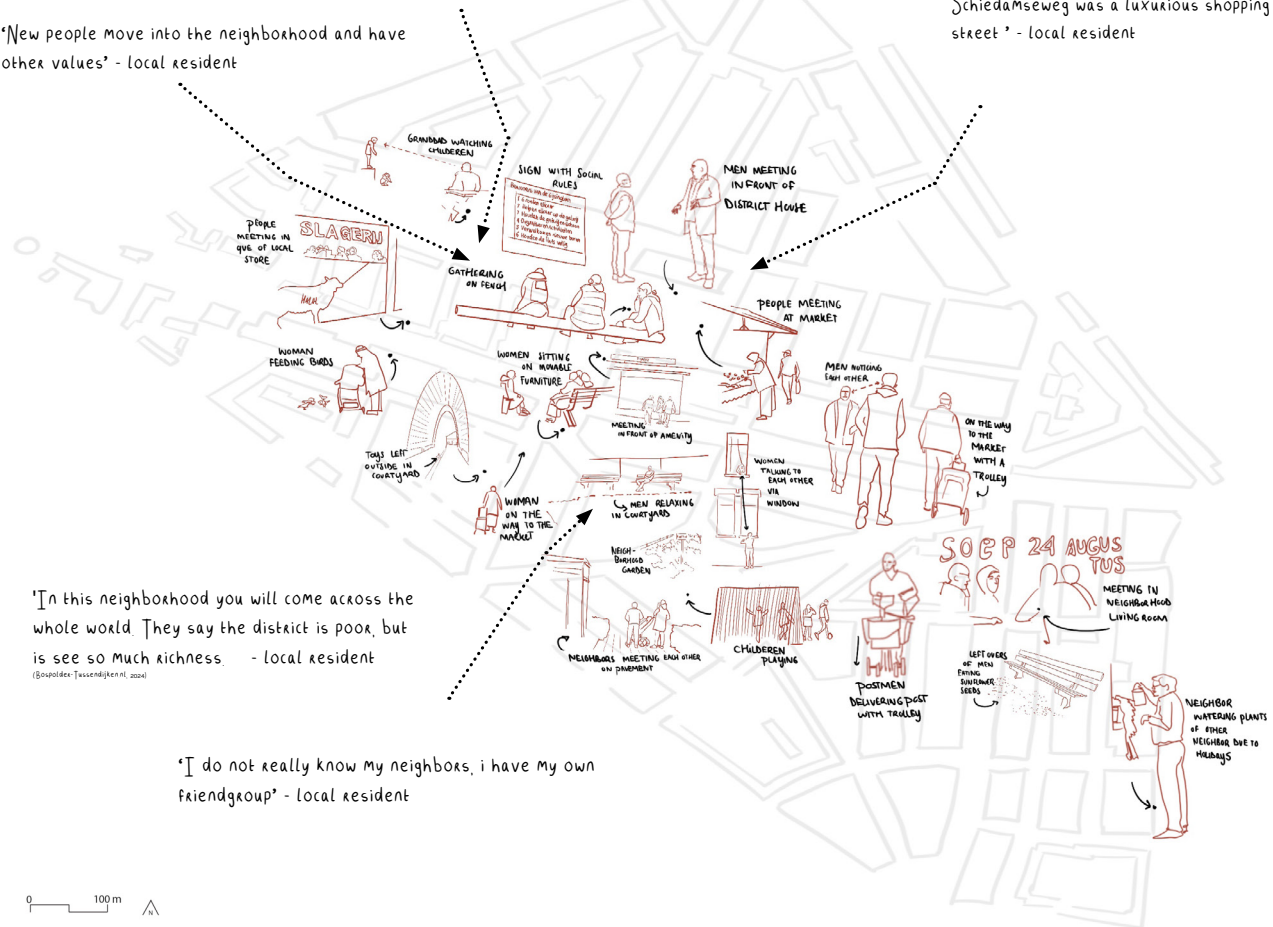 'New people move into the neighborhood and have
other values' - local resident
Schiedamseweg was a luxurious shopping
street ' - local resident
GRANDDAD WATCHING
CHILDEREN
SIGN WITH SOCIAL
RULES
MEN MEETING
IN FRONT OF
DISTRICT HOUSE
PEOPLE
MEETING IN
QUE OF LOCAL
STORE
SLAGERIJ
HALAL
GATHERING
ON FENCH
PEOPLE MEETING
AT MARKET
WOMAN
FEEDING BIRDS
WOMEN SITTING
ON MOVABLE
FURNITURE
MEN NOTICING
EACH OTHER
MEETING
IN FRONT OF AMENITY
ON THE WAY
TO THE
MARKET
WITH A
TROLLEY
TOYS LEFT
OUTSIDE IN
COURTYARD
WOMEN
TALKING TO
EACH OTHER
VIA
WINDOW
WOMAN
ON THE
WAY TO THE
MARKET
MEN RELAXING
IN COURTYARD
NEIGH-
BORHOOD
GARDEN
SOEP 24 AUGUS
TUS
MEETING IN
NEIGHBORHOOD
LIVING ROOM
'In this neighborhood you will come across the
whole world. They say the district is poor, but
is see so much richness - local resident
(Bospolder-Tussendijken.nl, 2024)
NEIGHBORS MEETING EACH OTHER
ON PAVEMENT
CHILDEREN
PLAYING
POSTMEN
DELIVERING POST
WITH TROLLEY
LEFT OVERS
OF MEN
EATING
SUNFLOWER
SEEDS
NEIGHBOR
WATERING PLANTS
OF OTHER
NEIGHBOR DUE TO
HOLIDAYS
'I do not really know my neighbors, i have my own
friendgroup' - local resident
0 100 m
N